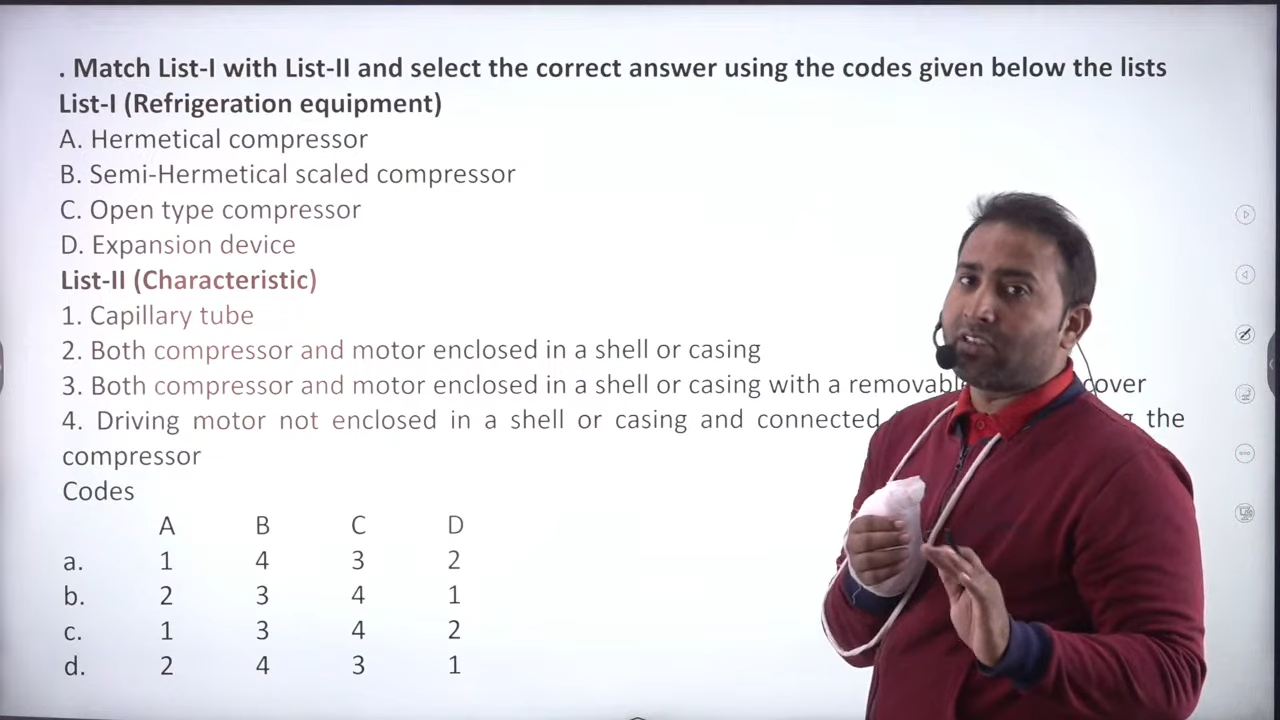 . Match List-I with List-II and select the correct answer using the codes given below the lists
List-I (Refrigeration equipment)
A. Hermetical compressor
B. Semi-Hermetical scaled compressor
C. Open type compressor
D. Expansion device
List-II (Characteristic)
1. Capillary tube
2. Both compressor and motor enclosed in a shell or casing
3. Both compressor and motor enclosed in a shell or casing with a cover
4. Driving motor not enclosed in a shell or casing and connected the
compressor
Codes
A B C D
a. 1 4 3 2
b. 2 3 4 1
c. 1 3 4 2
d. 2 4 3 1